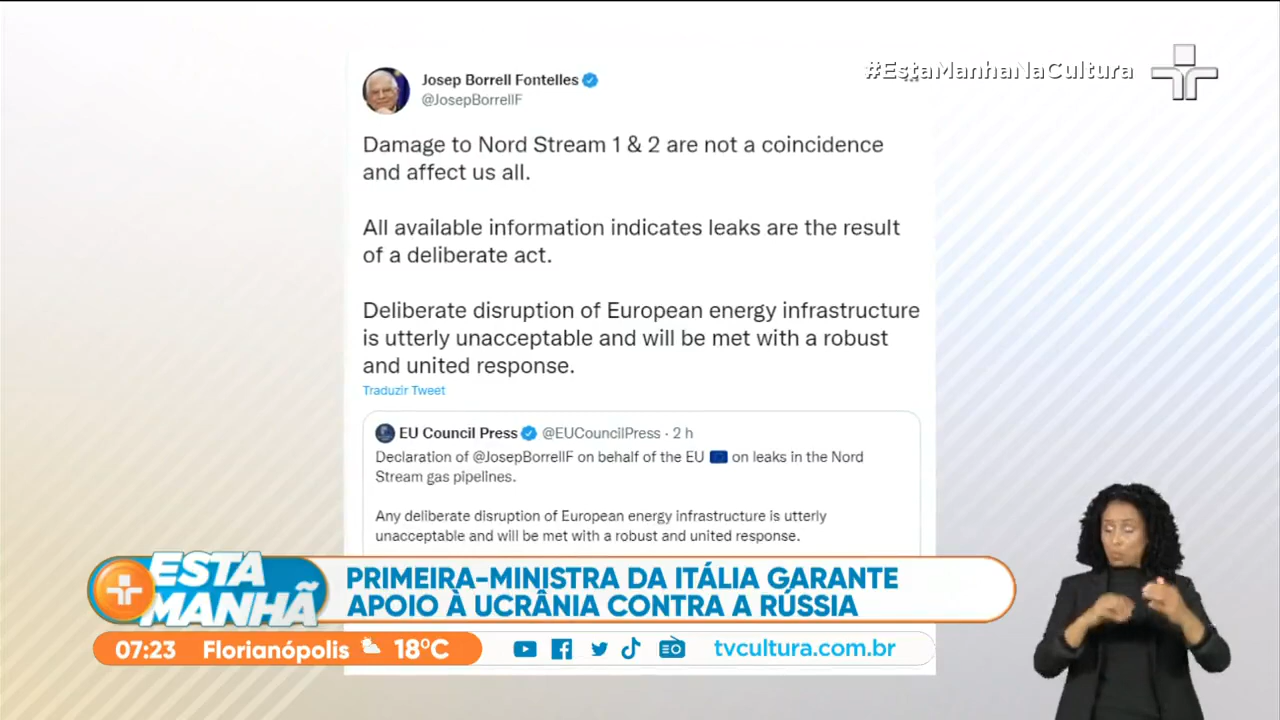 #EstaManhaNaCultura
Josep Borrell Fontelles
@JosepBorrellF
Damage to Nord Stream 1 & 2 are not a coincidence
and affect us all.
All available information indicates leaks are the result
of a deliberate act.
Deliberate disruption of European energy infrastructure
is utterly unacceptable and will be met with a robust
and united response.
Traduzir Tweet
EU Council Press @EUCouncilPress · 2 h
Declaration of @JosepBorrellF on behalf of the EU on leaks in the Nord
Stream gas pipelines.
Any deliberate disruption of European energy infrastructure is utterly
unacceptable and will be met with a robust and united response.
ESTA
MANHÃ
PRIMEIRA-MINISTRA DA ITÁLIA GARANTE
APOIO À UCRÂNIA CONTRA A RÚSSIA
07:23 Florianópolis 18ºC
tvcultura.com.br